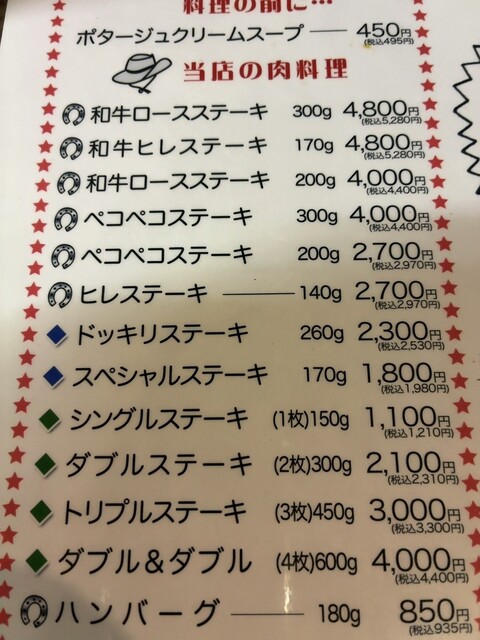 料理の前に…
ポタージュクリームスープ 450円
(税込495円)
当店の肉料理
和牛ロースステーキ 300g 4,800円
(税込5,280円)
和牛ヒレステーキ 170g 4,800円
(税込5,280円)
和牛ロースステーキ 200g 4,000円
(税込4,400円)
ペコペコステーキ 300g 4,000円
(税込4,400円)
ペコペコステーキ 200g 2,700円
(税込2,970円)
ヒレステーキ 140g 2,700円
(税込2,970円)
ドッキリステーキ 260g 2,300円
(税込2,530円)
スペシャルステーキ 170g 1,800円
(税込1,980円)
シングルステーキ (1枚)150g 1,100円
(税込1,210円)
ダブルステーキ (2枚)300g 2,100円
(税込2,310円)
トリプルステーキ (3枚)450g 3,000円
(税込3,300円)
ダブル&ダブル (4枚)600g 4,000円
(税込4,400円)
ハンバーグ 180g 850円
(税込935円)